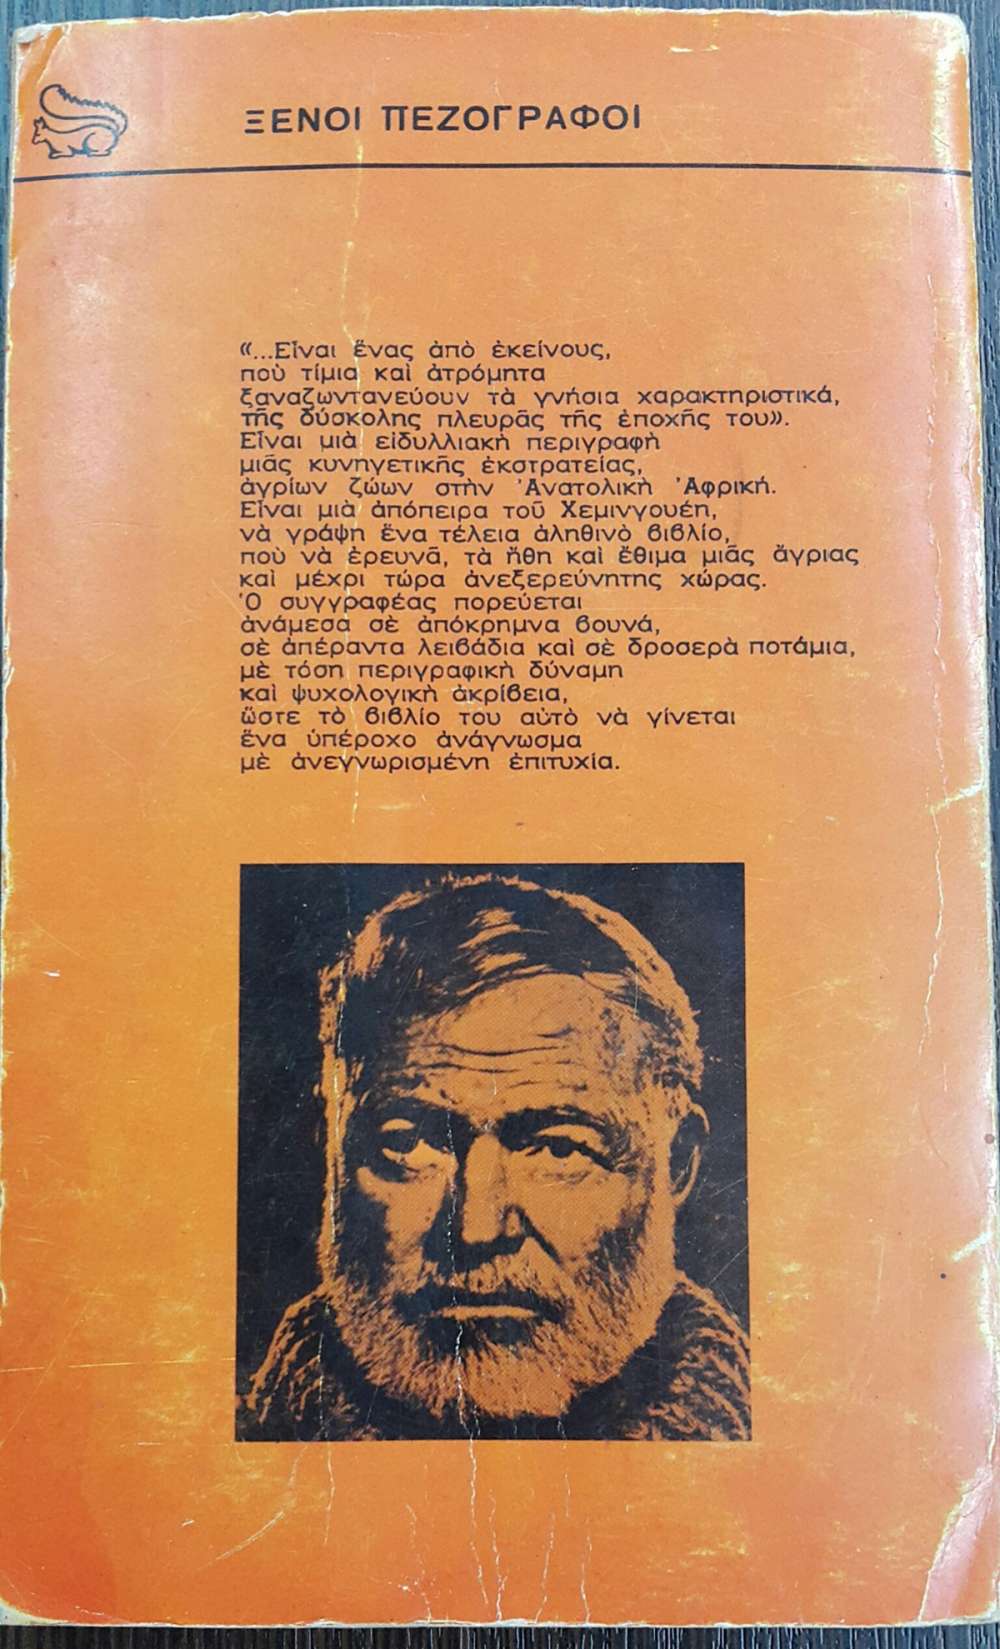 ΞΕΝΟΙ ΠΕΖΟΓΡΑΦΟΙ
«...Εἶναι ἕνας ἀπὸ ἐκείνους,
ποὺ τίμια καὶ ἀτρόμητα
ξαναζωντανεύουν τὰ γνήσια χαρακτηριστικά,
τῆς δύσκολης πλευρᾶς τῆς ἐποχῆς του».
Εἶναι μιὰ εἰδυλλιακὴ περιγραφὴ
μιᾶς κυνηγετικῆς ἐκστρατείας,
ἀγρίων ζώων στὴν Ἀνατολικὴ Ἀφρική.
Εἶναι μιὰ ἀπόπειρα τοῦ Χεμινγουέη,
νὰ γράψη ἕνα τέλεια ἀληθινὸ βιβλίο,
ποὺ νὰ ἐρευνᾶ, τὰ ἤθη καὶ ἔθιμα μιᾶς ἄγριας
καὶ μέχρι τώρα ἀνεξερεύνητης χώρας.
Ὁ συγγραφέας πορεύεται
ἀνάμεσα σὲ ἀπόκρημνα βουνά,
σὲ ἀπέραντα λειβάδια καὶ σὲ δροσερὰ ποτάμια,
μὲ τόση περιγραφικὴ δύναμη
καὶ ψυχολογικὴ ἀκρίβεια,
ὥστε τὸ βιβλίο του αὐτὸ νὰ γίνεται
ἕνα ὑπέροχο ἀνάγνωσμα
μὲ ἀνεγνωρισμένη ἐπιτυχία.